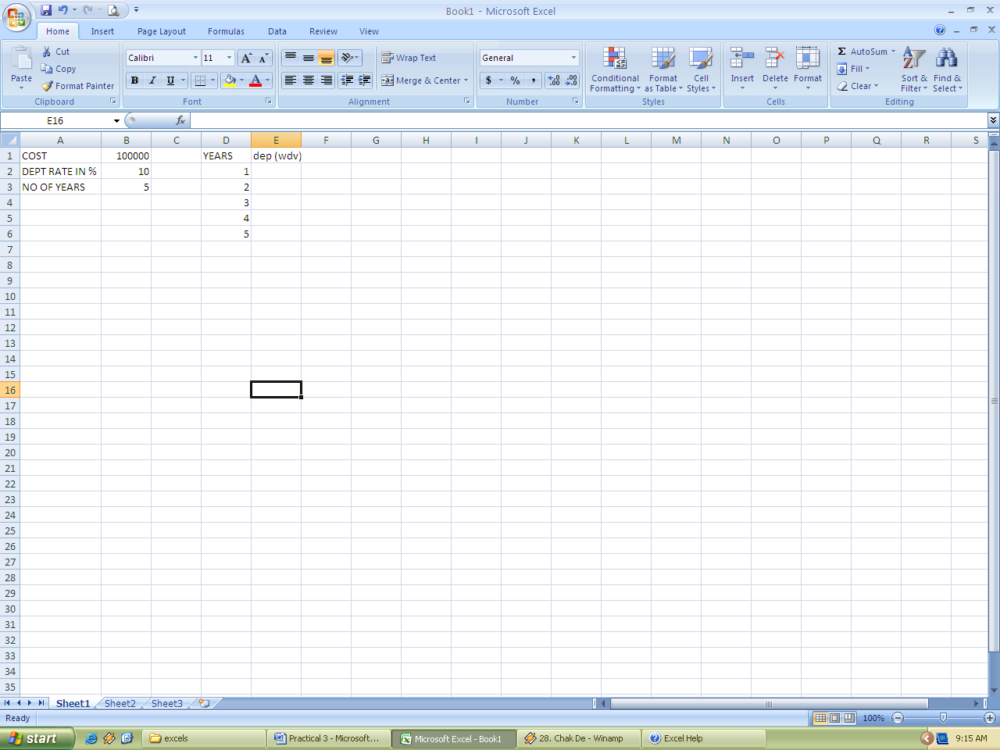 Book1 - Microsoft Excel
Home Insert Page Layout Formulas Data Review View
Cut Calibri 11 Wrap Text General AutoSum
Copy Fill
Paste Format Painter B I U Merge & Center $ % , Conditional Formatting Format as Table Cell Styles Insert Delete Format Clear Sort & Filter Find & Select
Clipboard Font Alignment Number Styles Cells Editing
E16 fx
A B C D E F G H I J K L M N O P Q R S
1 COST 100000 YEARS dep (wdv)
2 DEPT RATE IN % 10 1
3 NO OF YEARS 5 2
4 3
5 4
6 5
7
8
9
10
11
12
13
14
15
16
17
18
19
20
21
22
23
24
25
26
27
28
29
30
31
32
33
34
35
Sheet1 Sheet2 Sheet3
Ready 100%
start excels Practical 3 - Microsoft... Microsoft Excel - Book1 28. Chak De - Winamp Excel Help 9:15 AM